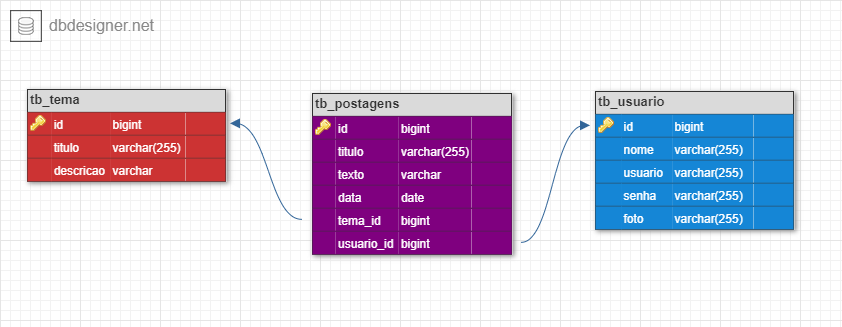 dbdesigner.net
tb_tema
id bigint
titulo varchar(255)
descricao varchar
tb_postagens
id bigint
titulo varchar(255)
texto varchar
data date
tema_id bigint
usuario_id bigint
tb_usuario
id bigint
nome varchar(255)
usuario varchar(255)
senha varchar(255)
foto varchar(255)